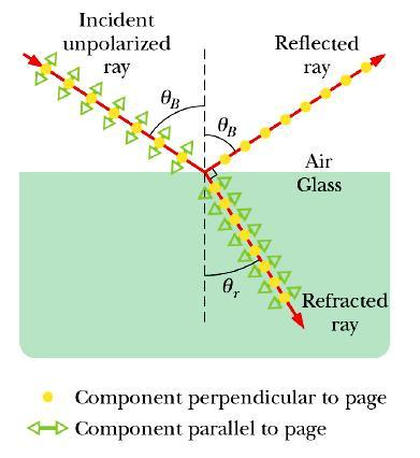 Incident
unpolarized
ray
Reflected
ray
θB
θB
Air
Glass
θr
Refracted
ray
Component perpendicular to page
Component parallel to page